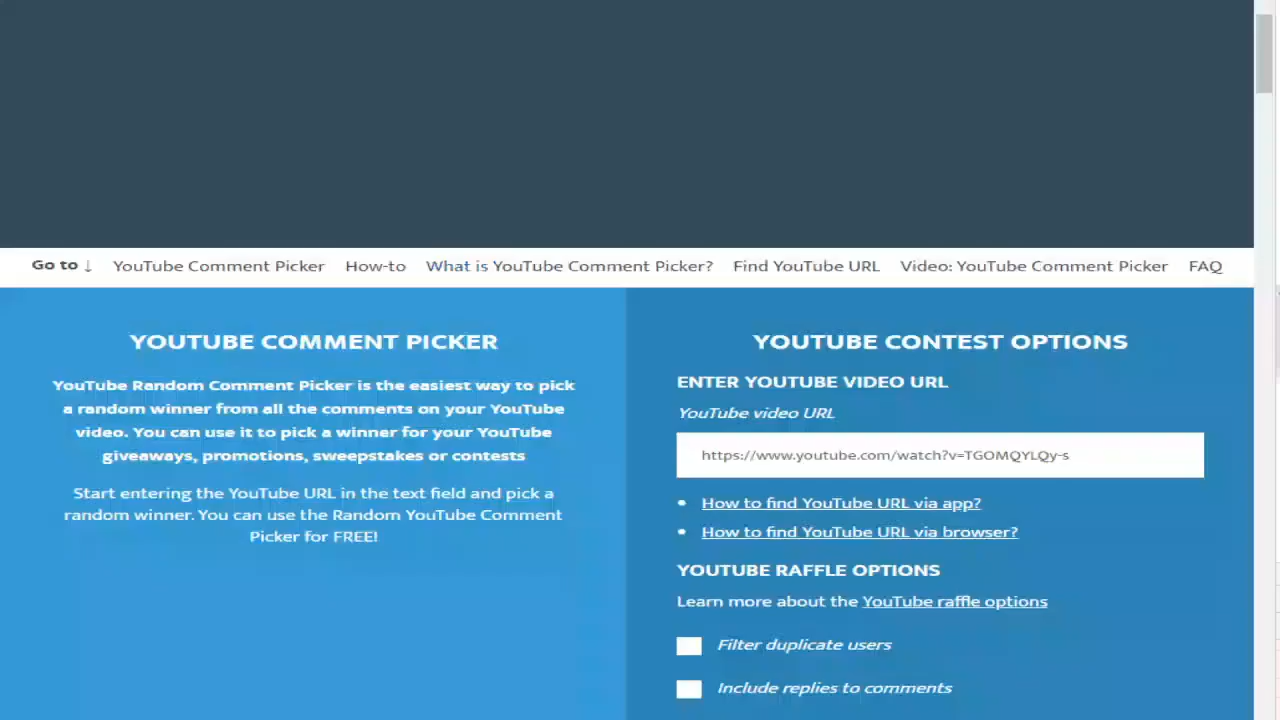 Go to ↓ YouTube Comment Picker How-to What is YouTube Comment Picker? Find YouTube URL Video: YouTube Comment Picker FAQ
YOUTUBE COMMENT PICKER
YouTube Random Comment Picker is the easiest way to pick
a random winner from all the comments on your YouTube
video. You can use it to pick a winner for your YouTube
giveaways, promotions, sweepstakes or contests
Start entering the YouTube URL in the text field and pick a
random winner. You can use the Random YouTube Comment
Picker for FREE!
YOUTUBE CONTEST OPTIONS
ENTER YOUTUBE VIDEO URL
YouTube video URL
https://www.youtube.com/watch?v=TGOMQYLQy-s
• How to find YouTube URL via app?
• How to find YouTube URL via browser?
YOUTUBE RAFFLE OPTIONS
Learn more about the YouTube raffle options
Filter duplicate users
Include replies to comments